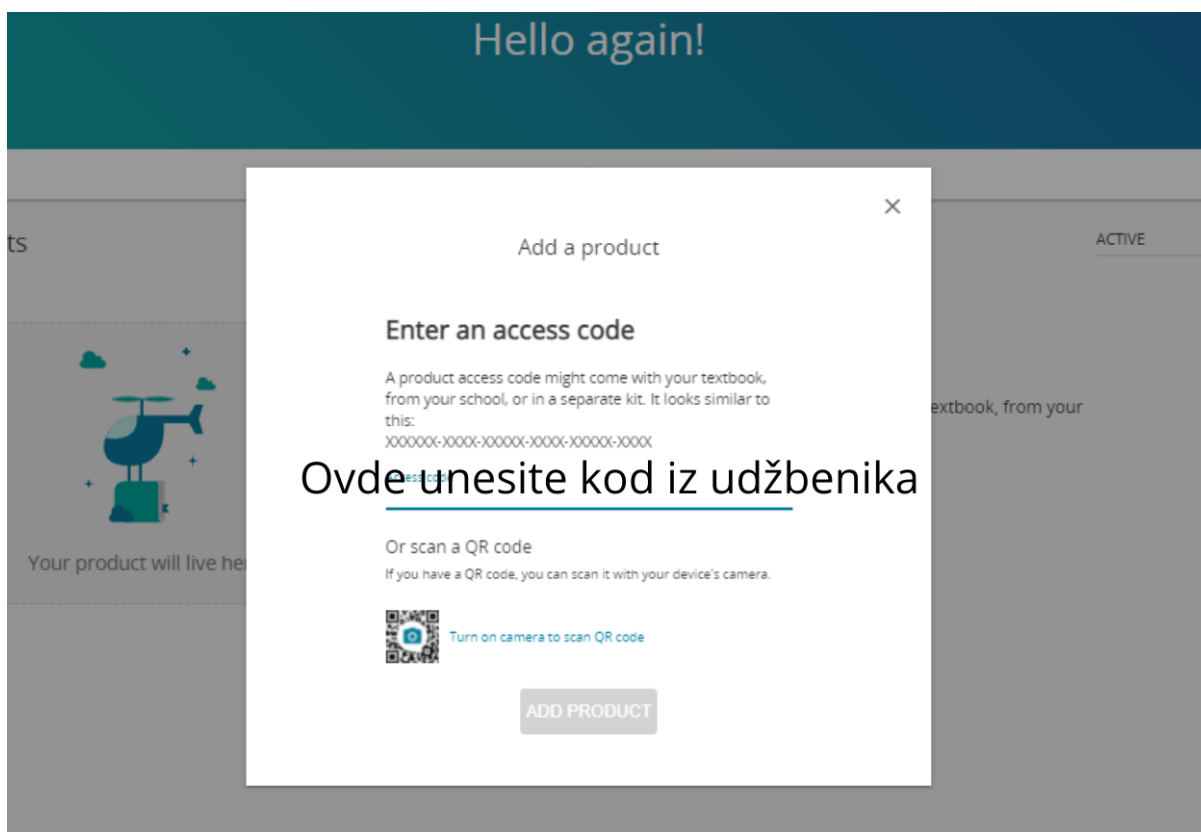 Hello again!
ts
ACTIVE
Add a product
Enter an access code
A product access code might come with your textbook,
from your school, or in a separate kit. It looks similar to
this:
XXXXXX-XXXX-XXXXX-XXXX-XXXXX-XXXX
extbook, from your
Access code
Ovde unesite kod iz udžbenika
Or scan a QR code
If you have a QR code, you can scan it with your device's camera.
Your product will live he
Turn on camera to scan QR code
ADD PRODUCT